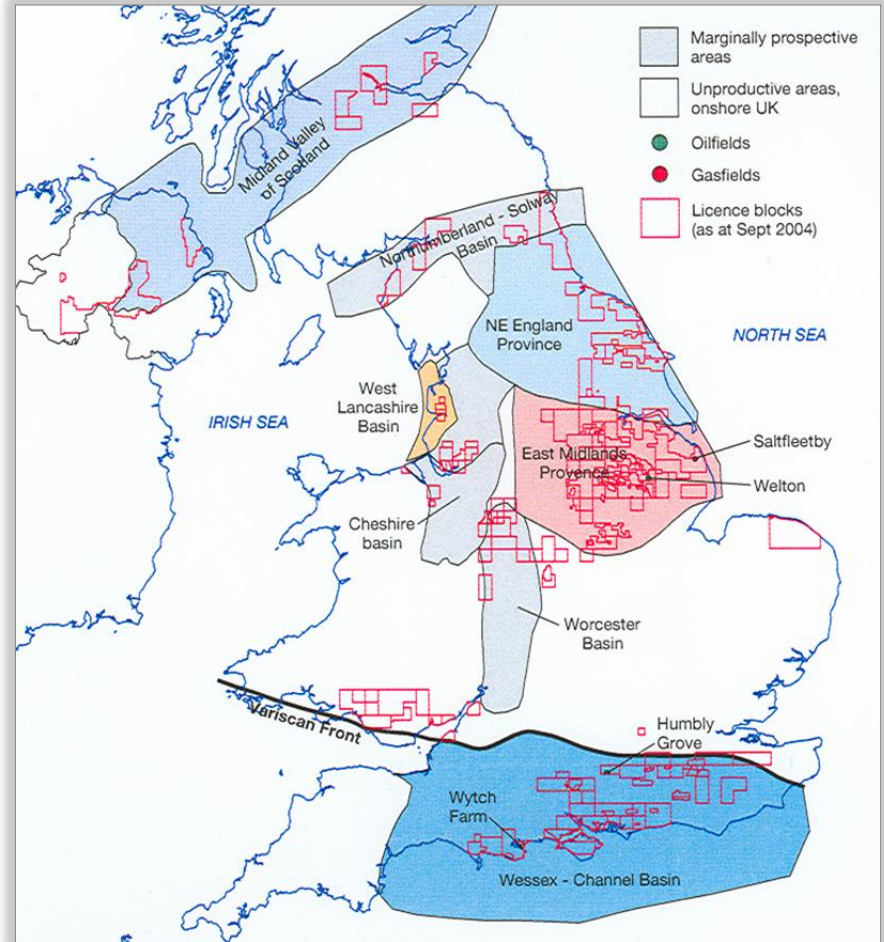 Marginally prospective
areas
Unproductive areas,
onshore UK
Oilfields
Gasfields
Licence blocks
(as at Sept 2004)
Midland Valley
of Scotland
Northumberland - Solway
Basin
NE England
Province
NORTH SEA
West
Lancashire
Basin
IRISH SEA
East Midlands
Provence
Saltfleetby
Welton
Cheshire
basin
Worcester
Basin
Variscan Front
Humbly
Grove
Wytch
Farm
Wessex - Channel Basin